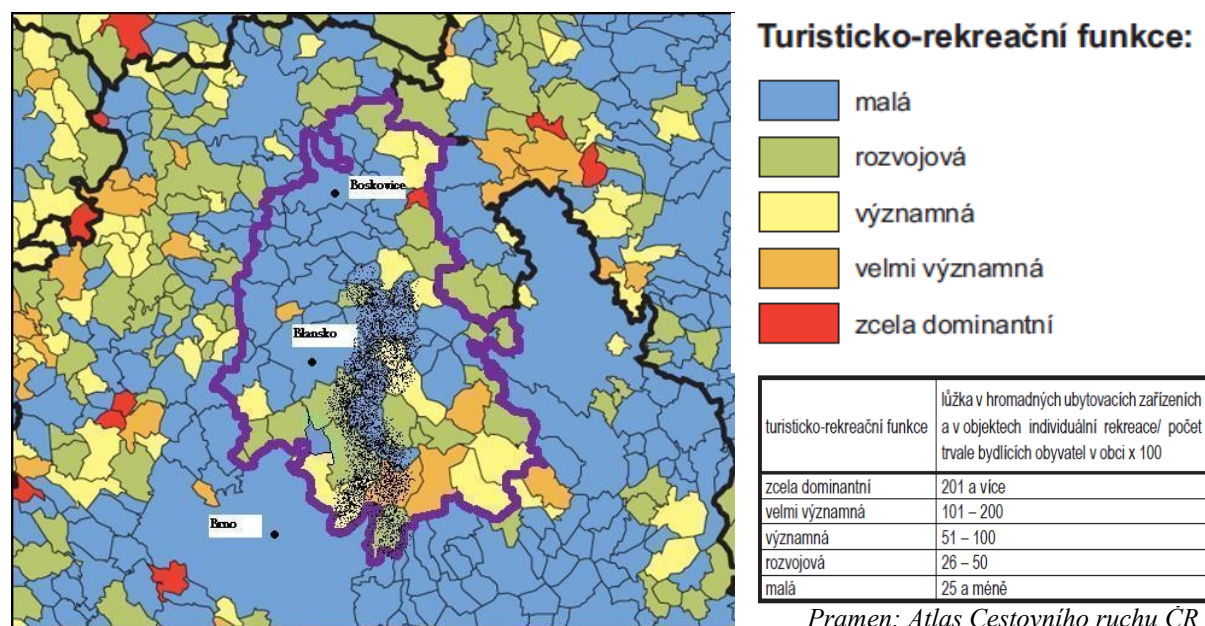 Turisticko-rekreační funkce:
malá
rozvojová
významná
velmi významná
zcela dominantní
Boskovice
Blansko
Brno
turisticko-rekreační funkce
lůžka v hromadných ubytovacích zařízeních
a v objektech individuální rekreace/ počet
trvale bydlících obyvatel v obci x 100
zcela dominantní 201 a více
velmi významná 101 – 200
významná 51 – 100
rozvojová 26 – 50
malá 25 a méně
Pramen: Atlas Cestovního ruchu ČR